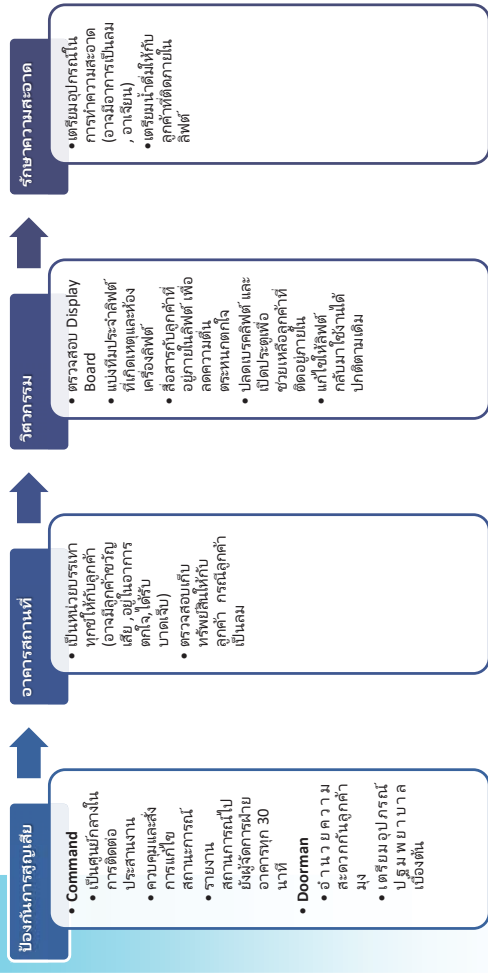 ป้องกันการสูญเสีย
• Command
• เป็นศูนย์กลางใน
การติดต่อ
ประสานงาน
• ควบคุมและสั่ง
การแก้ไข
สถานะการณ์
• รายงาน
สถานการณ์ไป
ยังผู้จัดการฝ่าย
อาคารทุก 30
นาที
• Doorman
• อำนวยความ
สะดวกกันลูกค้า
มุง
• เตรียมอุปกรณ์
ปฐมพยาบาล
เบื้องต้น
อาคารสถานที่
• เป็นหน่วยบรรเทา
ทุกข์ให้กับลูกค้า
(อาจมีลูกค้าขวัญ
เสีย ,อยู่ในอาการ
ตกใจ,ได้รับ
บาดเจ็บ)
• ตรวจสอบเก็บ
ทรัพย์สินให้กับ
ลูกค้า กรณีลูกค้า
เป็นลม
วิศวกรรม
• ตรวจสอบ Display
Board
• แบ่งทีมประจำลิฟต์
ที่เกิดเหตุและห้อง
เครื่องลิฟต์
• สื่อสารกับลูกค้าที่
อยู่ภายในลิฟต์ เพื่อ
ลดความตื่น
ตระหนกตกใจ
• ปลดเบรคลิฟต์ และ
เปิดประตูเพื่อ
ช่วยเหลือลูกค้าที่
ติดอยู่ภายใน
• แก้ไขให้ลิฟต์
กลับมาใช้งานได้
ปกติตามเดิม
รักษาความสะอาด
• เตรียมอุปกรณ์ใน
การทำความสะอาด
(อาจมีอาการเป็นลม
, อาเจียน)
• เตรียมน้ำดื่มให้กับ
ลูกค้าที่ติดภายใน
ลิฟต์